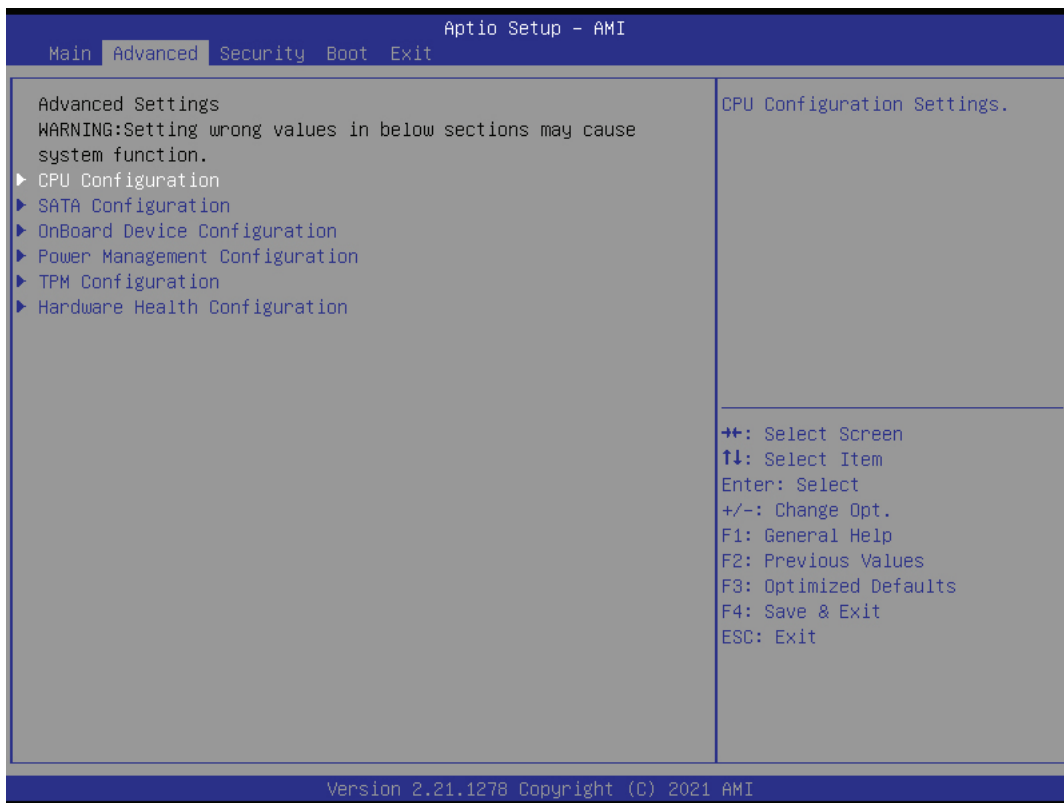 Aptio Setup – AMI
Main Advanced Security Boot Exit
Advanced Settings
WARNING:Setting wrong values in below sections may cause
system function.
▶ CPU Configuration
▶ SATA Configuration
▶ OnBoard Device Configuration
▶ Power Management Configuration
▶ TPM Configuration
▶ Hardware Health Configuration
CPU Configuration Settings.
→←: Select Screen
↑↓: Select Item
Enter: Select
+/-: Change Opt.
F1: General Help
F2: Previous Values
F3: Optimized Defaults
F4: Save & Exit
ESC: Exit
Version 2.21.1278 Copyright (C) 2021 AMI